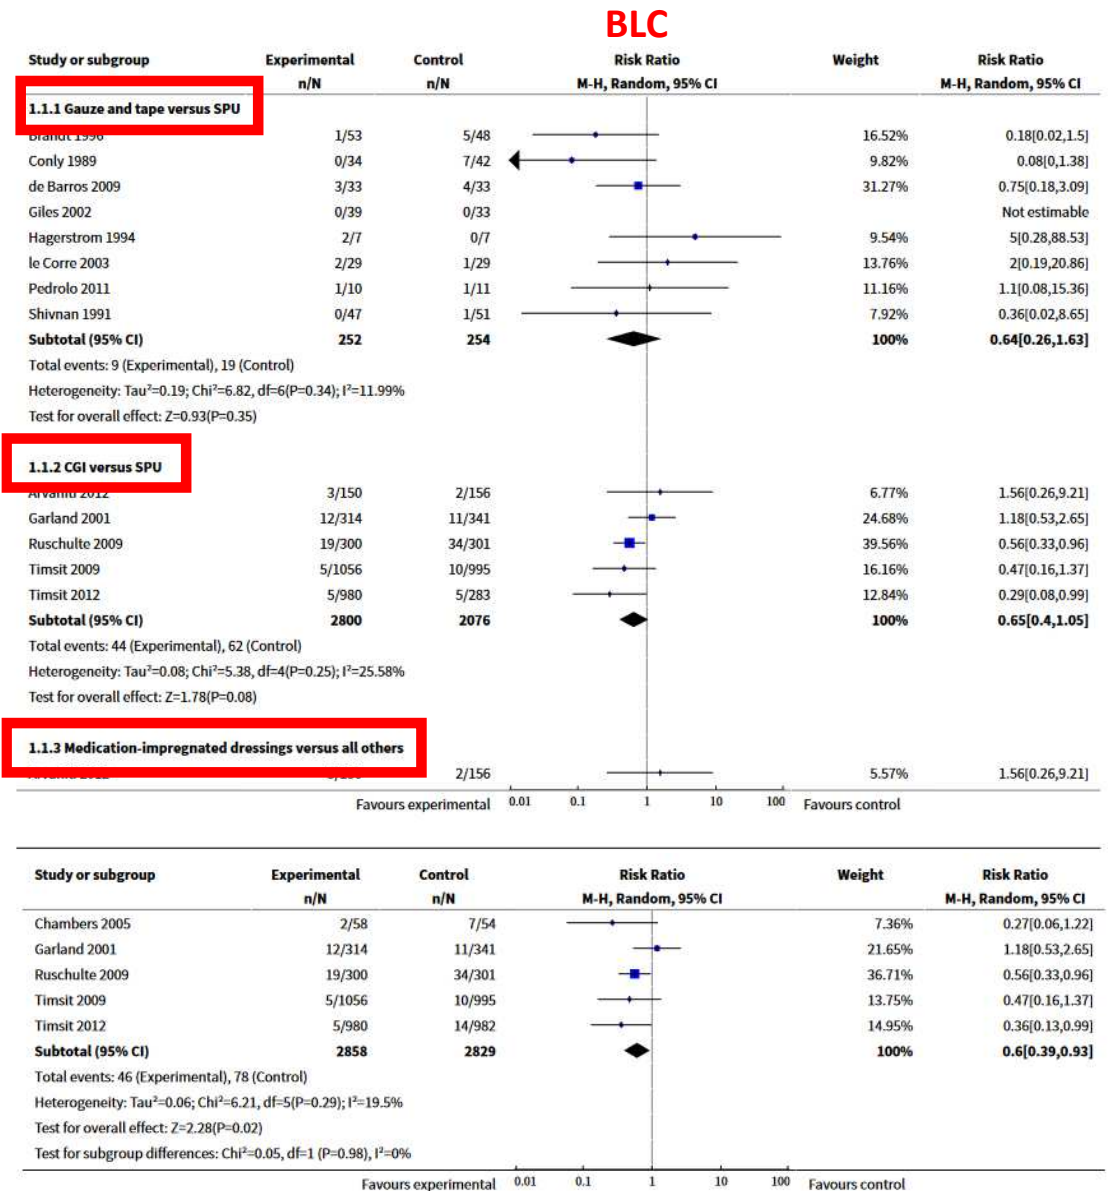 BLC
Study or subgroup Experimental Control Risk Ratio Weight Risk Ratio
n/N n/N M-H, Random, 95% CI M-H, Random, 95% CI
1.1.1 Gauze and tape versus SPU
Brandt 1996 1/53 5/48 16.52% 0.18[0.02,1.5]
Conly 1989 0/34 7/42 9.82% 0.08[0,1.38]
de Barros 2009 3/33 4/33 31.27% 0.75[0.18,3.09]
Giles 2002 0/39 0/33 Not estimable
Hagerstrom 1994 2/7 0/7 9.54% 5[0.28,88.53]
le Corre 2003 2/29 1/29 13.76% 2[0.19,20.86]
Pedrolo 2011 1/10 1/11 11.16% 1.1[0.08,15.36]
Shivnan 1991 0/47 1/51 7.92% 0.36[0.02,8.65]
Subtotal (95% CI) 252 254 100% 0.64[0.26,1.63]
Total events: 9 (Experimental), 19 (Control)
Heterogeneity: Tau²=0.19; Chi²=6.82, df=6(P=0.34); I²=11.99%
Test for overall effect: Z=0.93(P=0.35)
1.1.2 CGI versus SPU
Arvaniti 2012 3/150 2/156 6.77% 1.56[0.26,9.21]
Garland 2001 12/314 11/341 24.68% 1.18[0.53,2.65]
Ruschulte 2009 19/300 34/301 39.56% 0.56[0.33,0.96]
Timsit 2009 5/1056 10/995 16.16% 0.47[0.16,1.37]
Timsit 2012 5/980 5/283 12.84% 0.29[0.08,0.99]
Subtotal (95% CI) 2800 2076 100% 0.65[0.4,1.05]
Total events: 44 (Experimental), 62 (Control)
Heterogeneity: Tau²=0.08; Chi²=5.38, df=4(P=0.25); I²=25.58%
Test for overall effect: Z=1.78(P=0.08)
1.1.3 Medication-impregnated dressings versus all others
2/156 5.57% 1.56[0.26,9.21]
Favours experimental 0.01 0.1 1 10 100 Favours control
Study or subgroup Experimental Control Risk Ratio Weight Risk Ratio
n/N n/N M-H, Random, 95% CI M-H, Random, 95% CI
Chambers 2005 2/58 7/54 7.36% 0.27[0.06,1.22]
Garland 2001 12/314 11/341 21.65% 1.18[0.53,2.65]
Ruschulte 2009 19/300 34/301 36.71% 0.56[0.33,0.96]
Timsit 2009 5/1056 10/995 13.75% 0.47[0.16,1.37]
Timsit 2012 5/980 14/982 14.95% 0.36[0.13,0.99]
Subtotal (95% CI) 2858 2829 100% 0.6[0.39,0.93]
Total events: 46 (Experimental), 78 (Control)
Heterogeneity: Tau²=0.06; Chi²=6.21, df=5(P=0.29); I²=19.5%
Test for overall effect: Z=2.28(P=0.02)
Test for subgroup differences: Chi²=0.05, df=1 (P=0.98), I²=0%
Favours experimental 0.01 0.1 1 10 100 Favours control